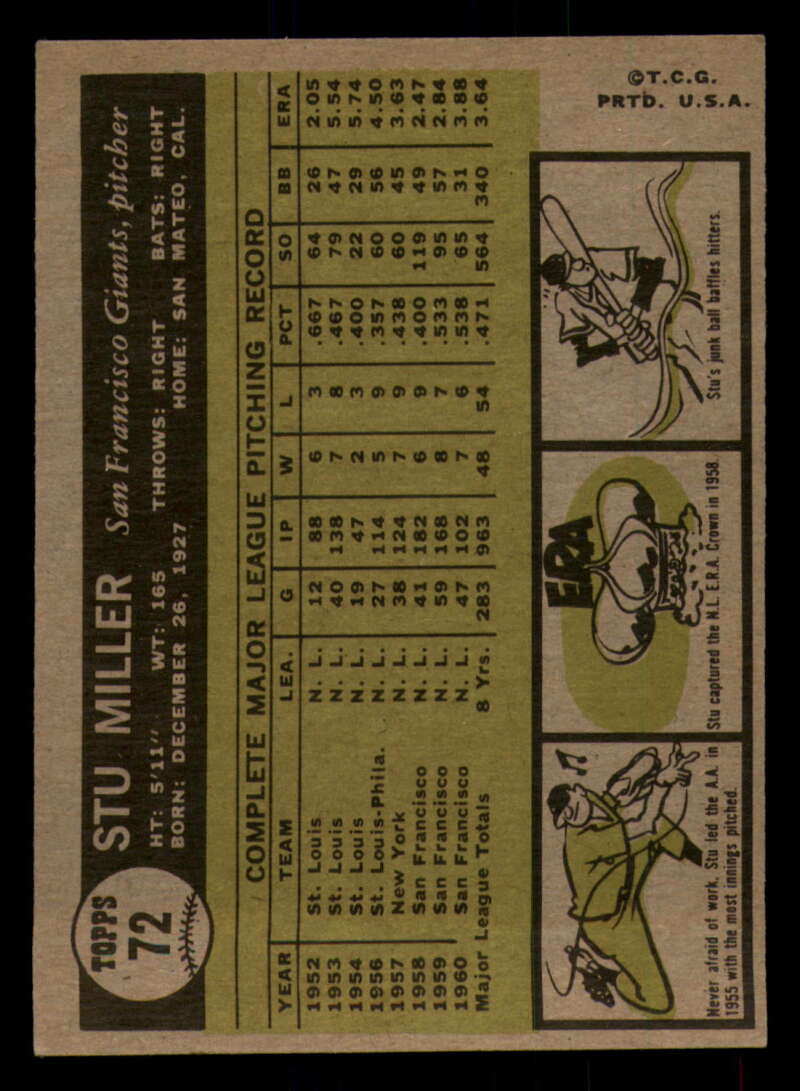 TOPPS
72
STU MILLER San Francisco Giants, pitcher
HT: 5'11" WT: 165 THROWS: RIGHT BATS: RIGHT
BORN: DECEMBER 26, 1927 HOME: SAN MATEO, CAL.
COMPLETE MAJOR LEAGUE PITCHING RECORD
YEAR TEAM LEA. G IP W L PCT SO BB ERA
1952 St. Louis N. L. 12 88 6 3 .667 64 26 2.05
1953 St. Louis N. L. 40 138 7 8 .467 79 47 5.54
1954 St. Louis N. L. 19 47 2 3 .400 22 29 5.74
1956 St. Louis-Phila. N. L. 27 114 5 9 .357 60 56 4.50
1957 New York N. L. 38 124 7 9 .438 60 45 3.63
1958 San Francisco N. L. 41 182 6 9 .400 119 49 2.47
1959 San Francisco N. L. 59 168 8 7 .533 95 57 2.84
1960 San Francisco N. L. 47 102 7 6 .538 65 31 3.88
Major League Totals 8 Yrs. 283 963 48 54 .471 564 340 3.64
Never afraid of work, Stu led the A.A. in
1955 with the most innings pitched.
ERA
Stu captured the N.L. E.R.A. Crown in 1958.
Stu's junk ball baffles hitters.
©T.C.G.
PRTD. U.S.A.